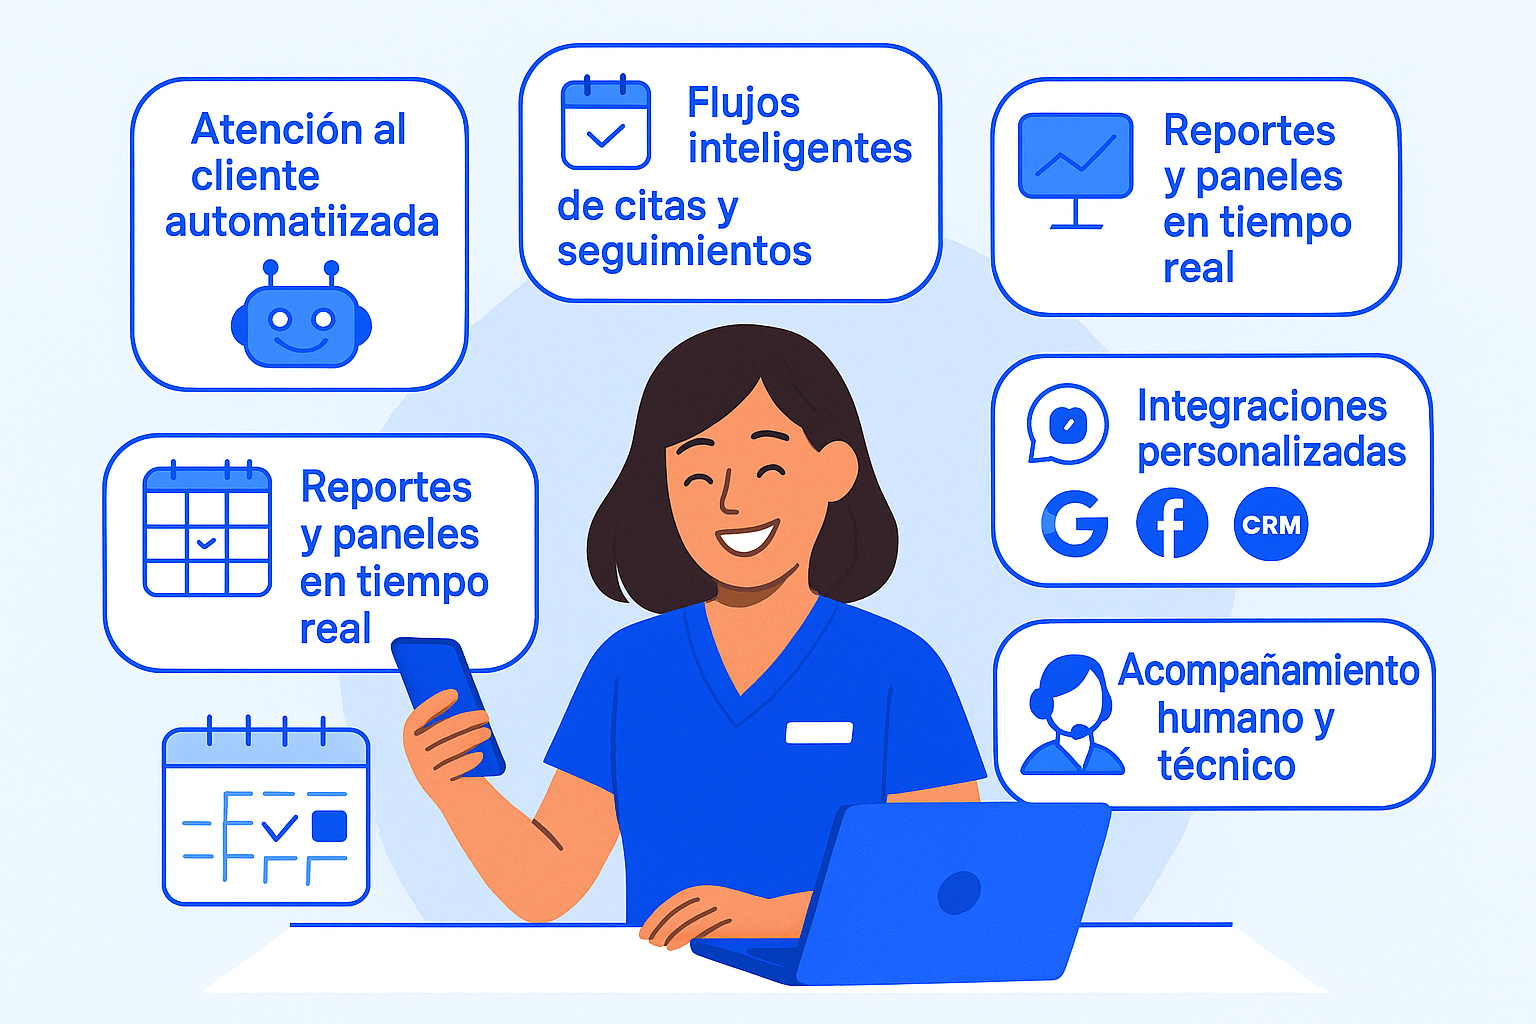 Atención al
cliente
automatiizada
Flujos
inteligentes
de citas y
seguimientos
Reportes
y paneles
en tiempo
real
Reportes
y paneles
en tiempo
real
Integraciones
personalizadas
G f CRM
Acompañamiento
humano y
técnico